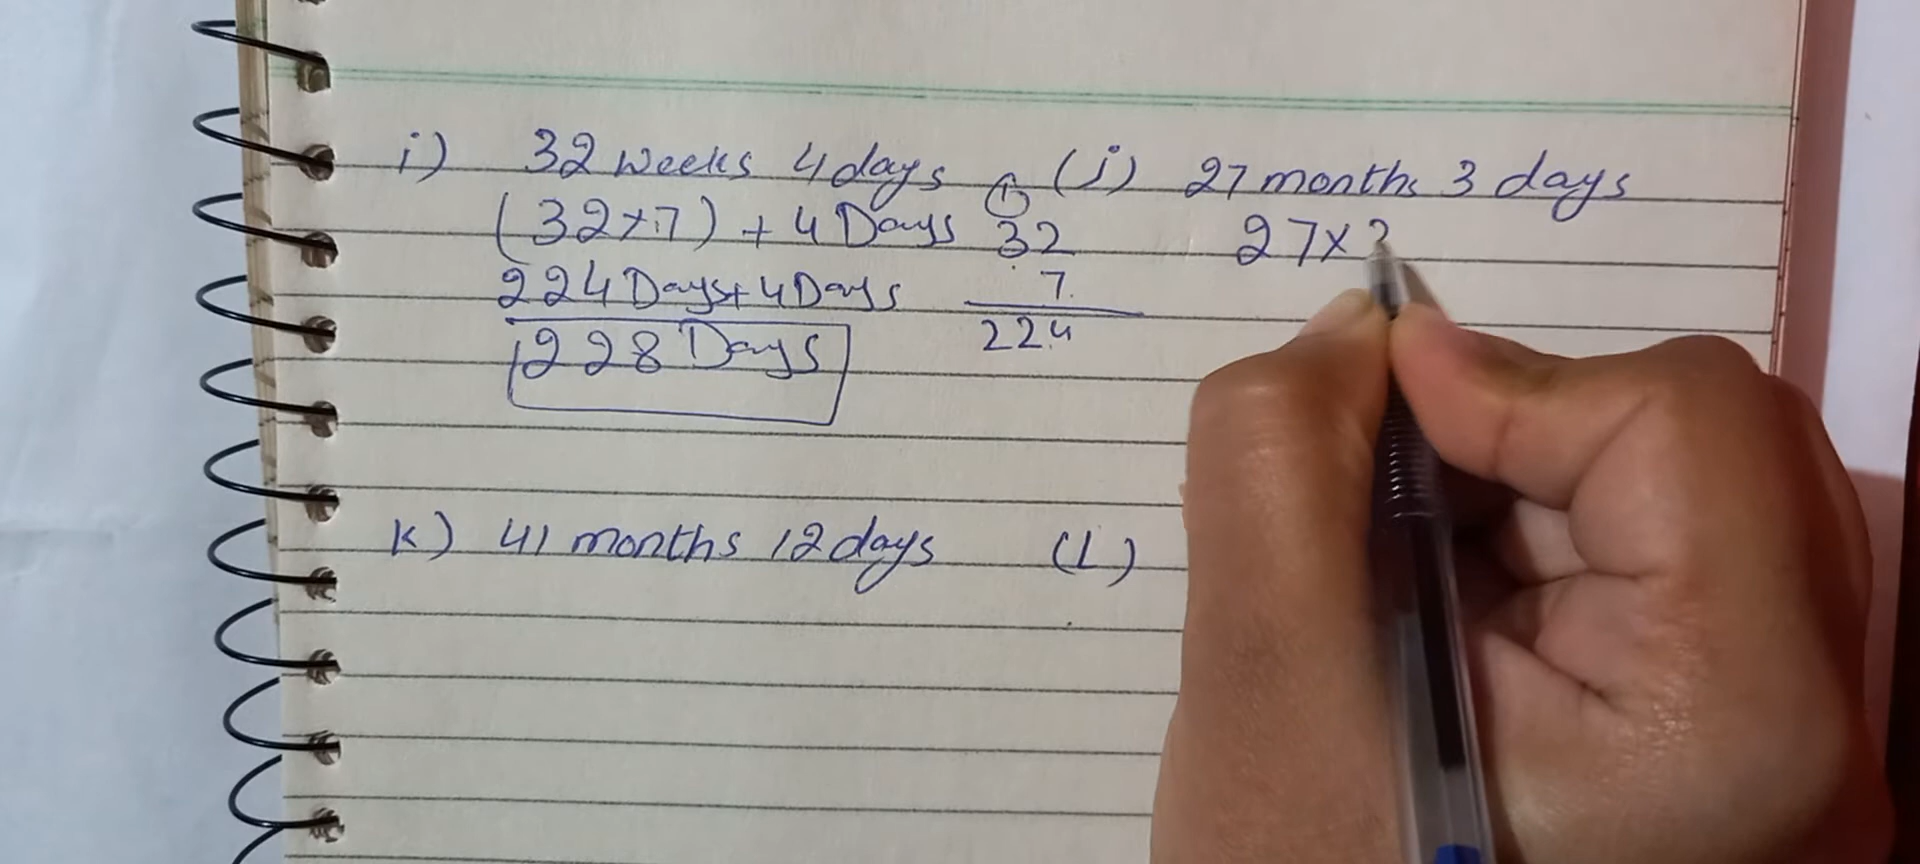 i) 32 weeks 4 days
(32×7) + 4 Days
224 Days+ 4 Days
228 Days
1
32
7
224
(j) 27 months 3 days
27×
k) 41 months 12 days
(L)